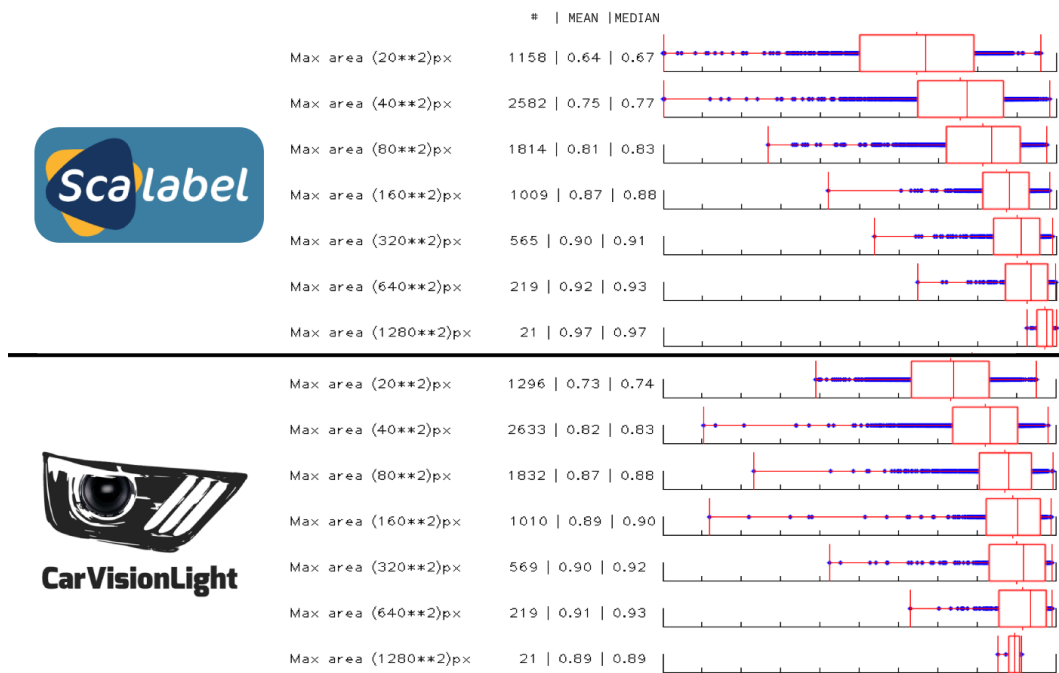 # | MEAN | MEDIAN
Max area (20**2)px 1158 | 0.64 | 0.67
Max area (40**2)px 2582 | 0.75 | 0.77
Max area (80**2)px 1814 | 0.81 | 0.83
Scalabel
Max area (160**2)px 1009 | 0.87 | 0.88
Max area (320**2)px 565 | 0.90 | 0.91
Max area (640**2)px 219 | 0.92 | 0.93
Max area (1280**2)px 21 | 0.97 | 0.97
Max area (20**2)px 1296 | 0.73 | 0.74
Max area (40**2)px 2633 | 0.82 | 0.83
Max area (80**2)px 1832 | 0.87 | 0.88
Max area (160**2)px 1010 | 0.89 | 0.90
Max area (320**2)px 569 | 0.90 | 0.92
CarVisionLight
Max area (640**2)px 219 | 0.91 | 0.93
Max area (1280**2)px 21 | 0.89 | 0.89